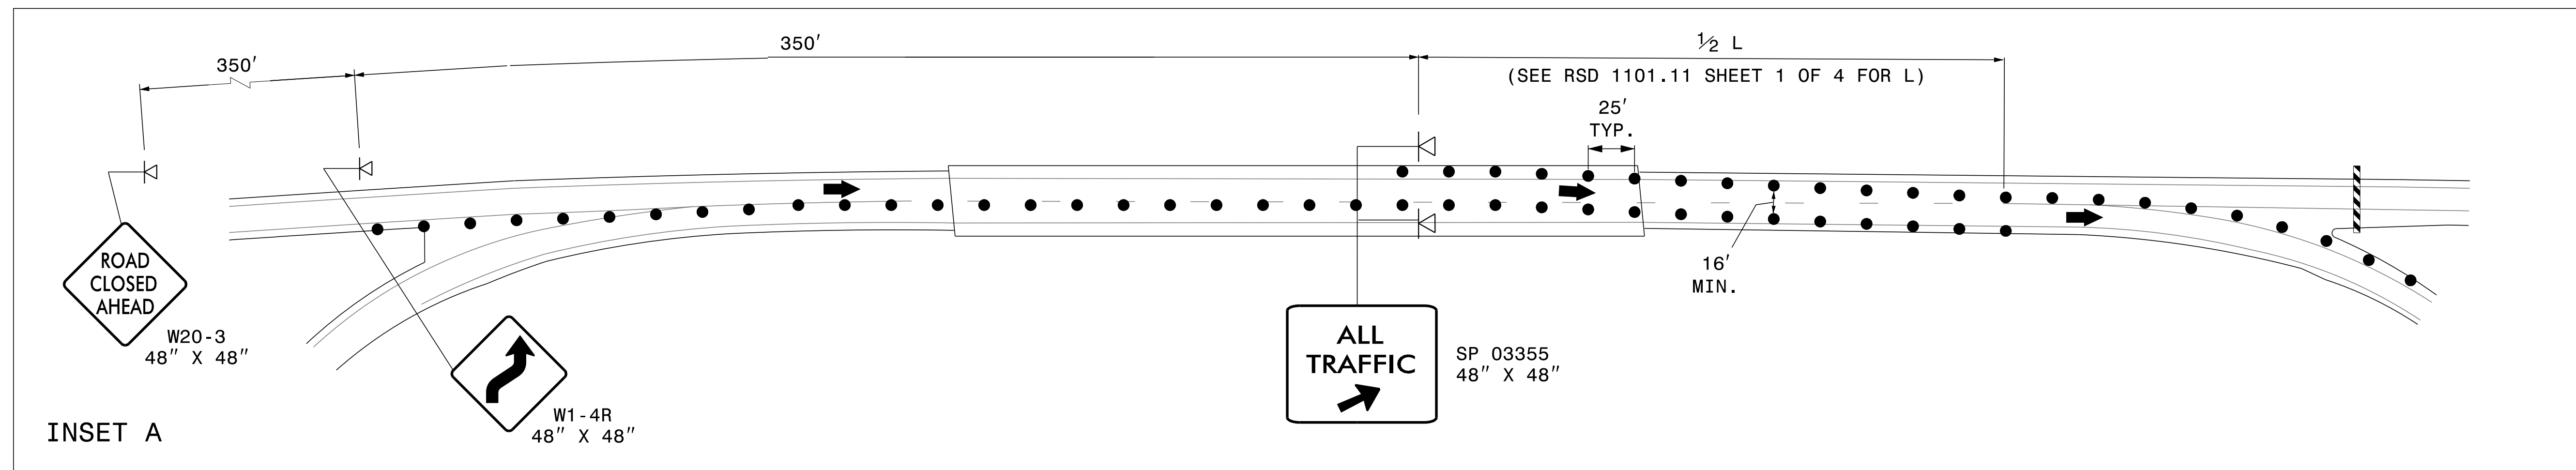 350'
350'
½ L
(SEE RSD 1101.11 SHEET 1 OF 4 FOR L)
25'
TYP.
16'
MIN.
ROAD
CLOSED
AHEAD
W20-3
48" X 48"
W1-4R
48" X 48"
ALL
TRAFFIC
SP 03355
48" X 48"
INSET A